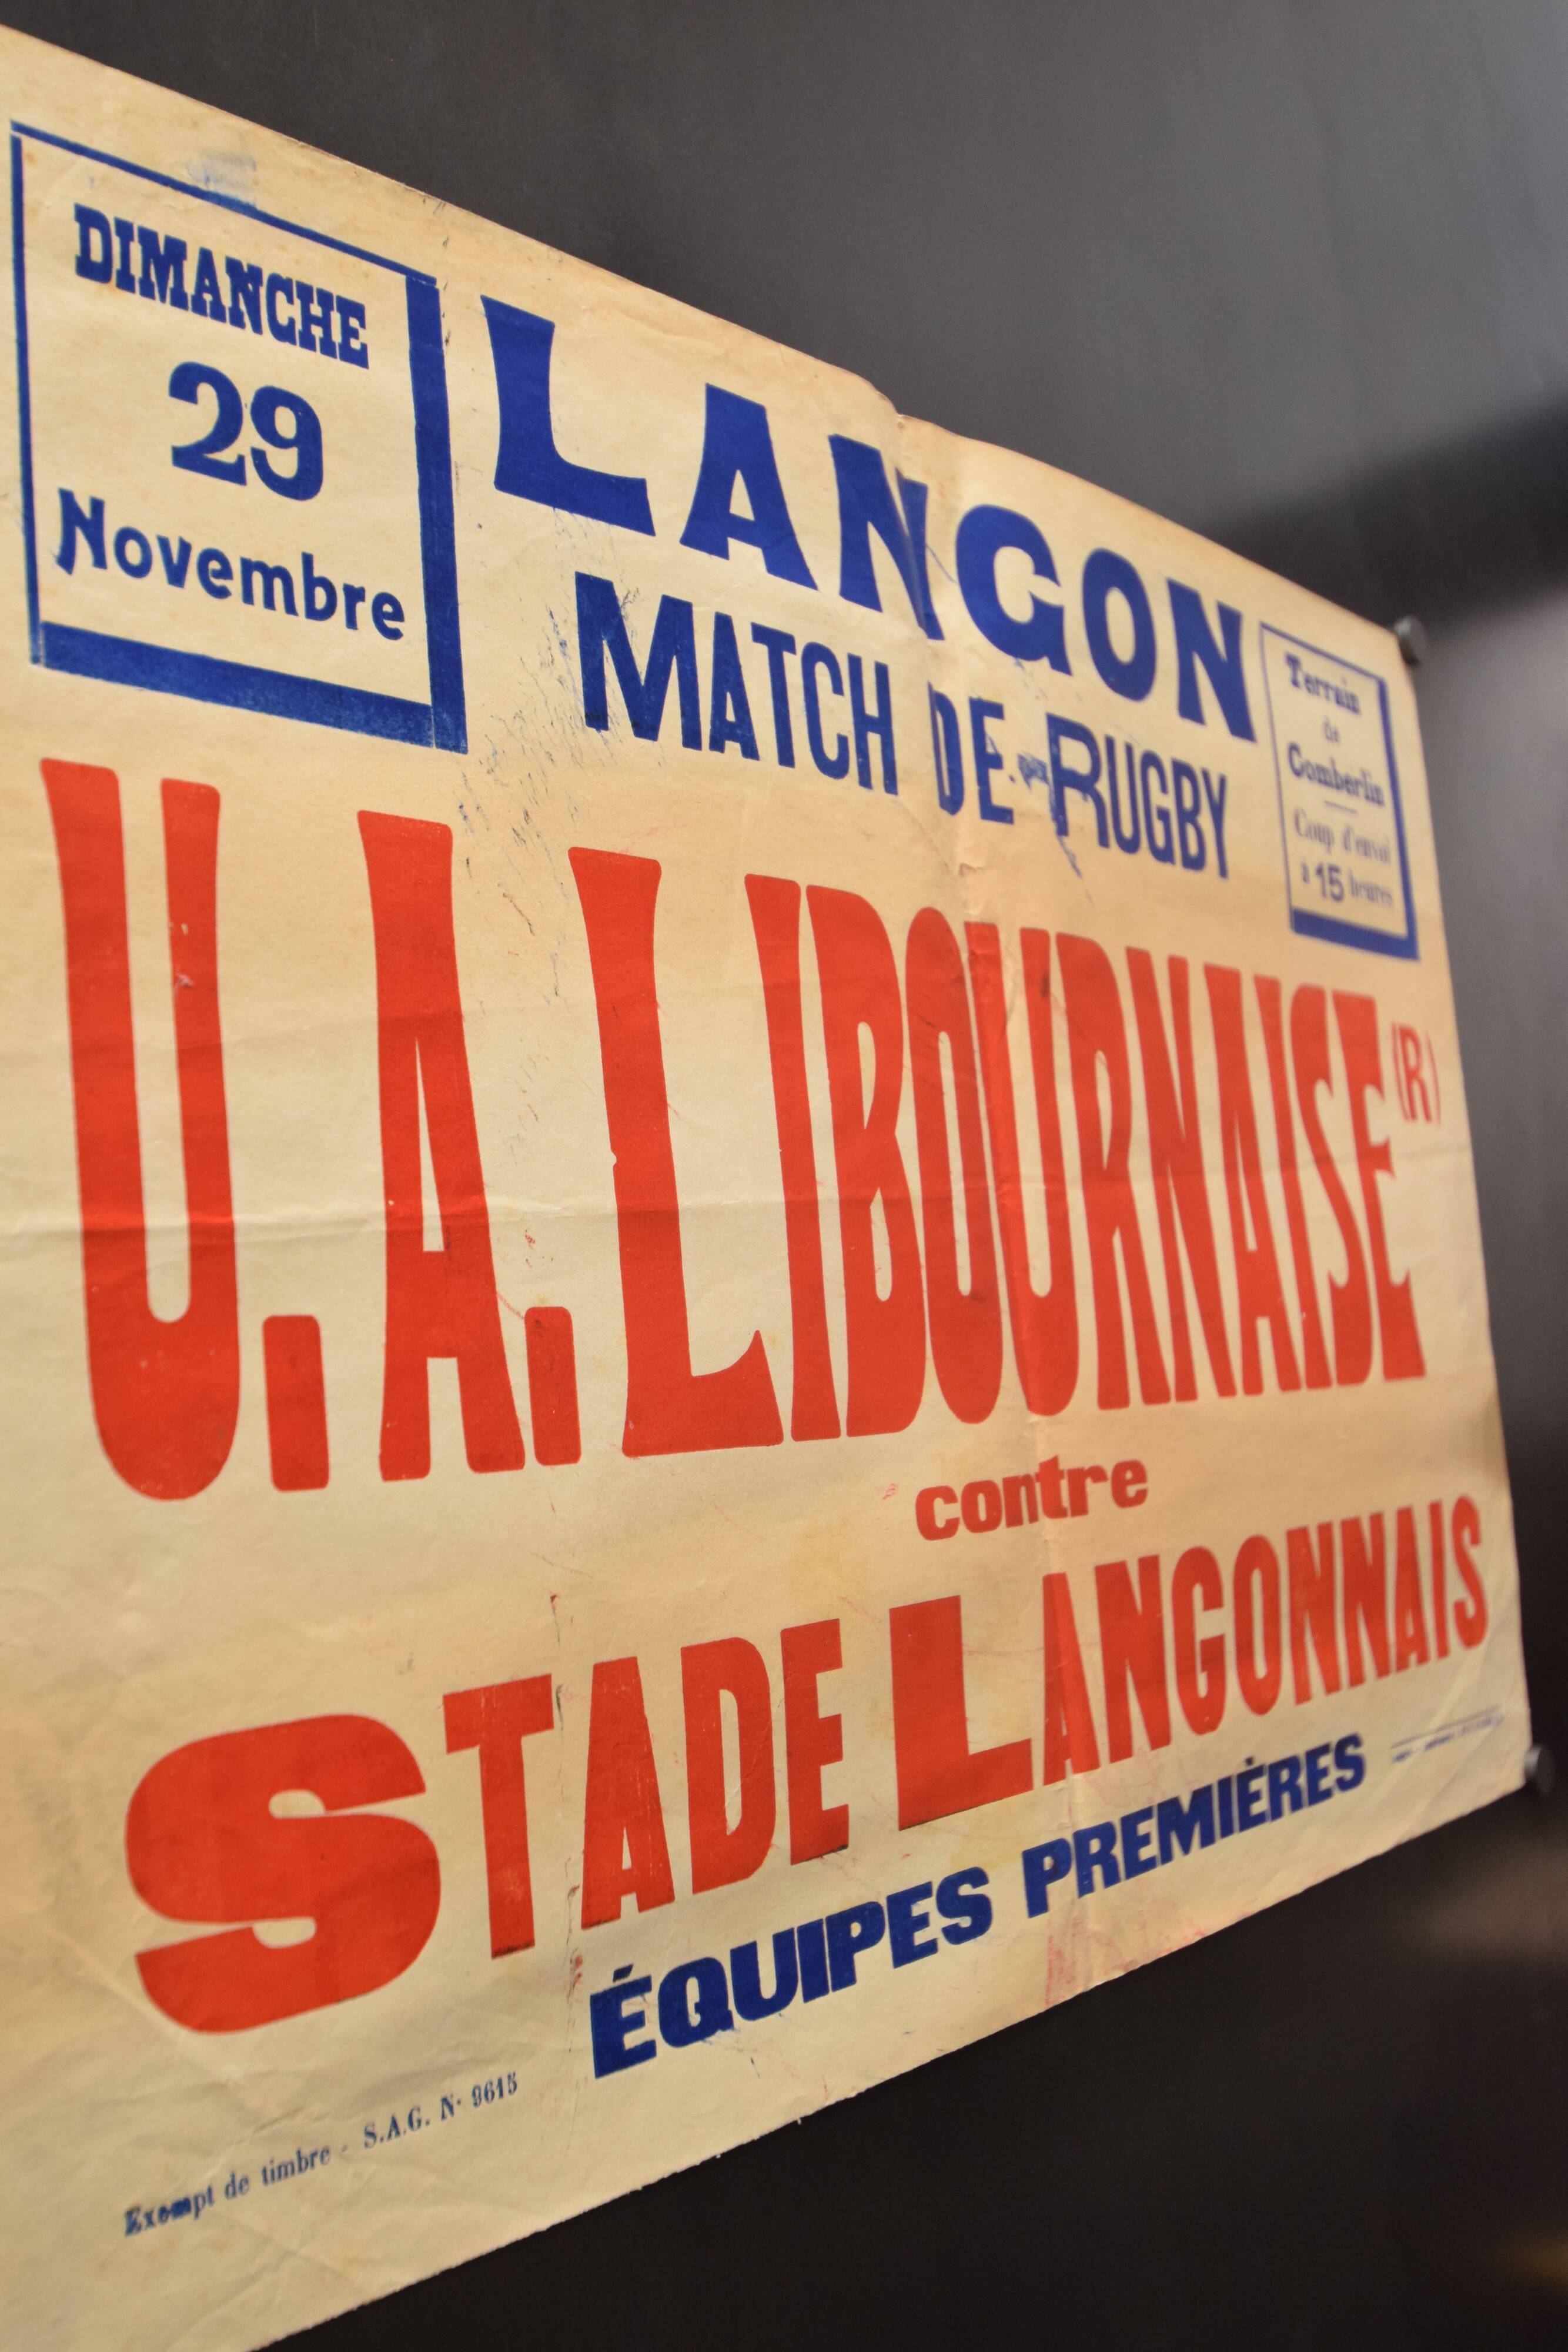 DIMANCHE
29
Novembre
LANGON
MATCH DE RUGBY
Terrain
de
Comberlin
Coup d'envoi
à 15 heures
U. A. LIBOURNAISE (R)
contre
STADE LANGONNAIS
ÉQUIPES PREMIÈRES
Exempt de timbre - S.A.G. N· 9615